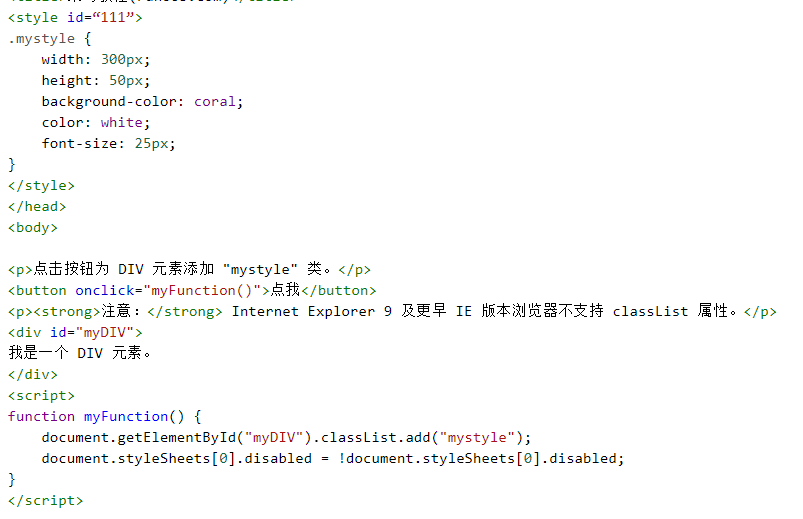 <style id=“111”>
.mystyle {
    width: 300px;
    height: 50px;
    background-color: coral;
    color: white;
    font-size: 25px;
}
</style>
</head>
<body>

<p>点击按钮为 DIV 元素添加 "mystyle" 类。</p>
<button onclick="myFunction()">点我</button>
<p><strong>注意：</strong> Internet Explorer 9 及更早 IE 版本浏览器不支持 classList 属性。</p>
<div id="myDIV">
我是一个 DIV 元素。
</div>
<script>
function myFunction() {
    document.getElementById("myDIV").classList.add("mystyle");
    document.styleSheets[0].disabled = !document.styleSheets[0].disabled;
}
</script>